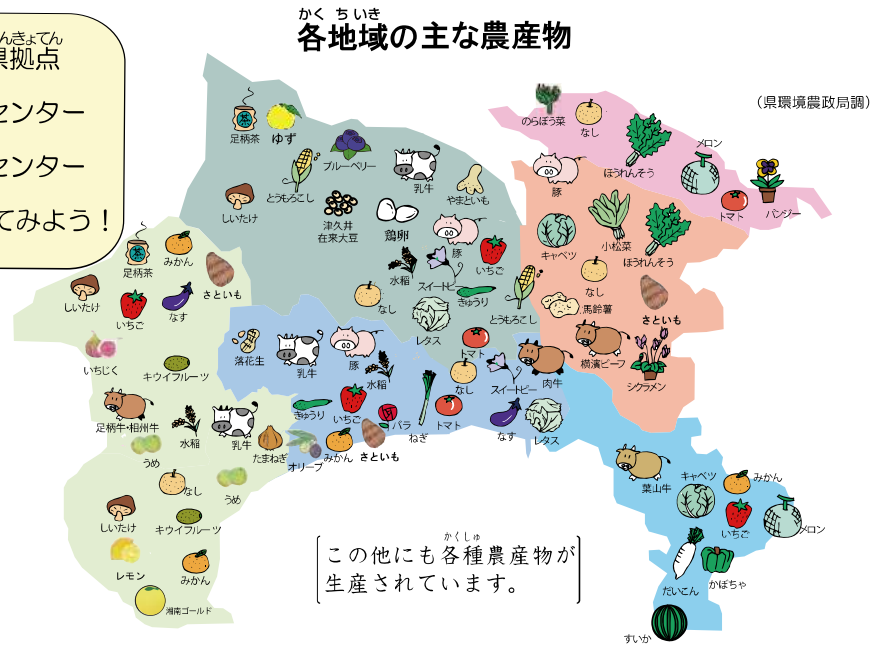 かく ち いき
各地域の主な農産物
んきょてん
県拠点
センター
センター
てみよう！
（県環境農政局調）
のらぼう菜
なし
ほうれんそう
メロン
トマト
パンジー
足柄茶
ゆず
ブルーベリー
とうもろこし
乳牛
やまといも
しいたけ
津久井
在来大豆
鶏卵
豚
いちご
水稲
スイートピー
きゅうり
なし
レタス
とうもろこし
トマト
豚
キャベツ
小松菜
ほうれんそう
なし
馬鈴薯
さといも
横濱ビーフ
シクラメン
足柄茶
みかん
さといも
しいたけ
いちご
なす
いちじく
キウイフルーツ
足柄牛・相州牛
水稲
乳牛
たまねぎ
うめ
なし
うめ
しいたけ
キウイフルーツ
レモン
みかん
湘南ゴールド
落花生
乳牛
豚
水稲
なし
スイートピー
肉牛
きゅうり
いちご
バラ
ねぎ
トマト
なす
レタス
オリーブ
みかん
さといも
葉山牛
キャベツ
みかん
いちご
メロン
だいこん
かぼちゃ
すいか
かくしゅ
この他にも各種農産物が
生産されています。